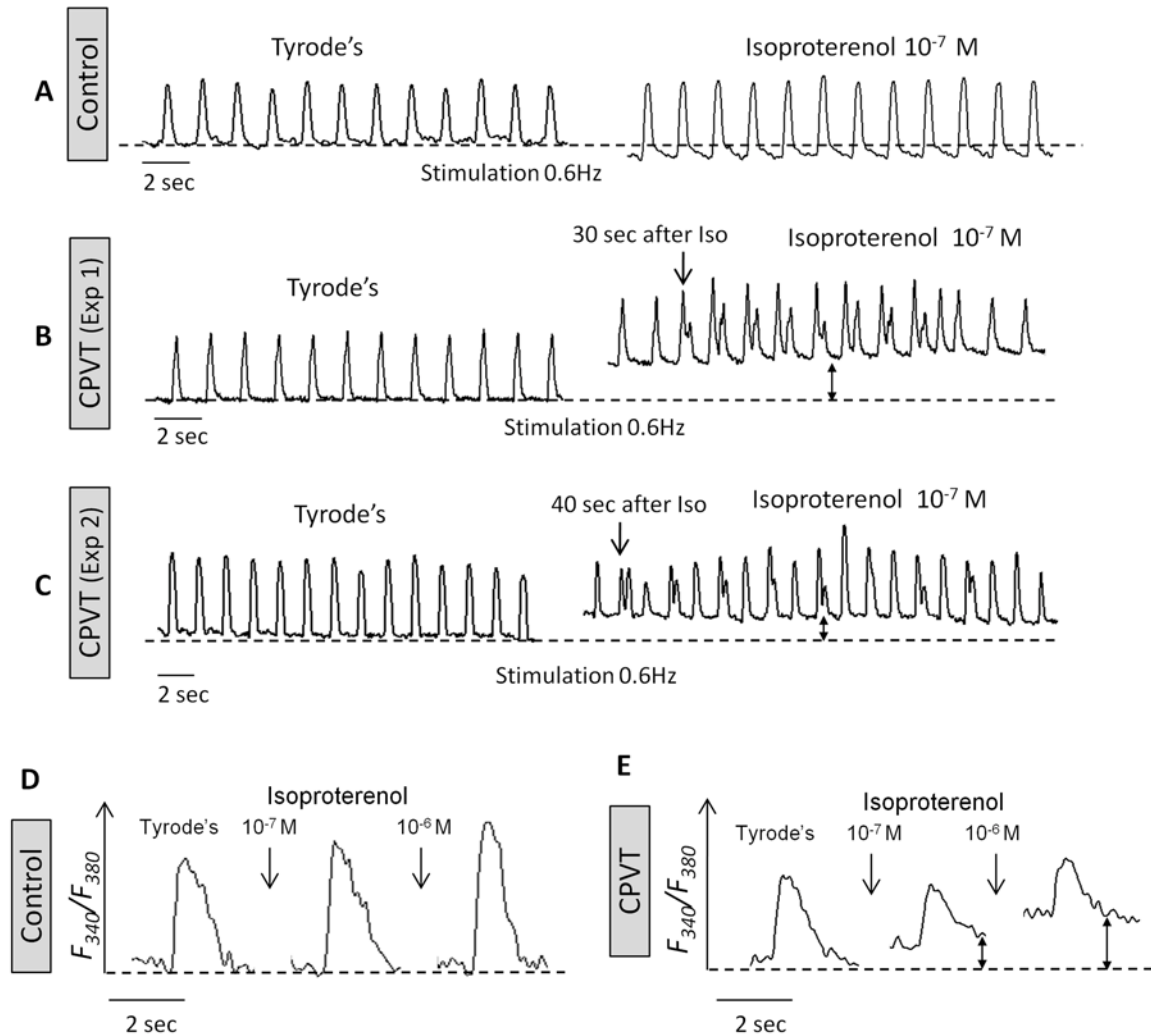 A
Control
Tyrode's
Isoproterenol 10⁻⁷ M
2 sec
Stimulation 0.6Hz
B
CPVT (Exp 1)
Tyrode's
30 sec after Iso
Isoproterenol 10⁻⁷ M
2 sec
Stimulation 0.6Hz
C
CPVT (Exp 2)
Tyrode's
40 sec after Iso
Isoproterenol 10⁻⁷ M
2 sec
Stimulation 0.6Hz
D
Control
F₃₄₀/F₃₈₀
Isoproterenol
Tyrode's 10⁻⁷ M 10⁻⁶ M
2 sec
E
CPVT
F₃₄₀/F₃₈₀
Isoproterenol
Tyrode's 10⁻⁷ M 10⁻⁶ M
2 sec